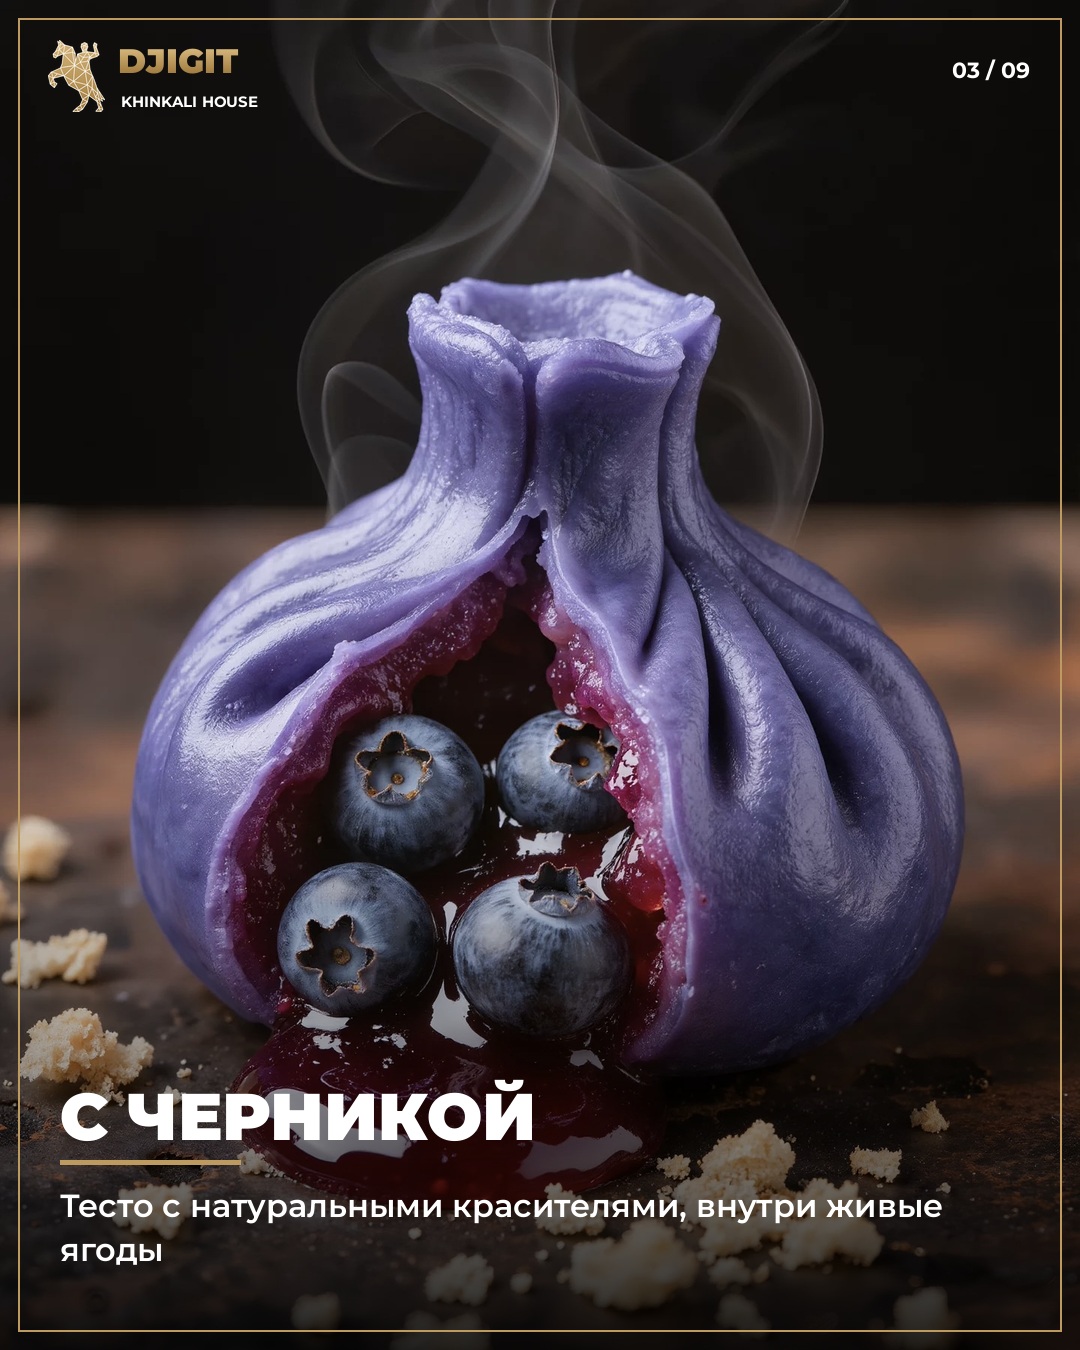 DJIGIT
KHINKALI HOUSE
03 / 09
С ЧЕРНИКОЙ
Тесто с натуральными красителями, внутри живые
ягоды